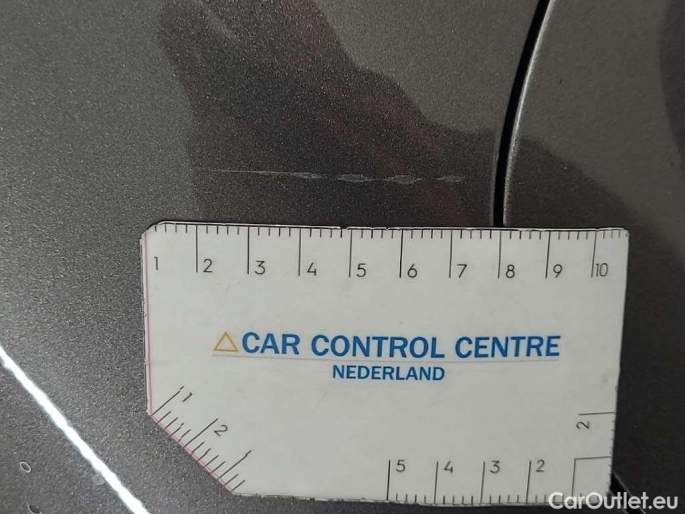 1 2 3 4 5 6 7 8 9 10
CAR CONTROL CENTRE
NEDERLAND
1
2
2
5 4 3 2
CarOutlet.eu